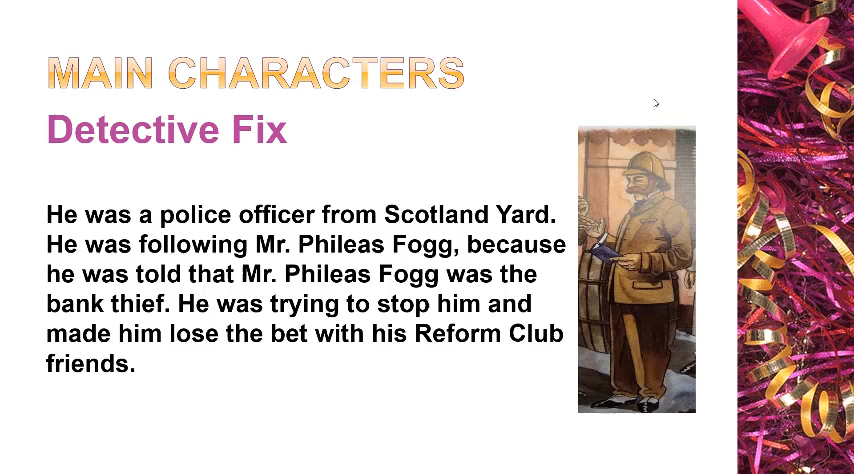 MAIN CHARACTERS
Detective Fix
He was a police officer from Scotland Yard.
He was following Mr. Phileas Fogg, because
he was told that Mr. Phileas Fogg was the
bank thief. He was trying to stop him and
made him lose the bet with his Reform Club
friends.